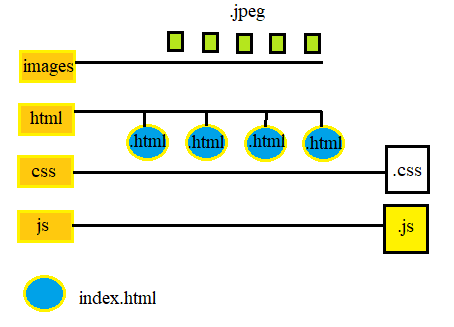 .jpeg
images
html
.html .html .html .html
css
.css
js
.js
index.html